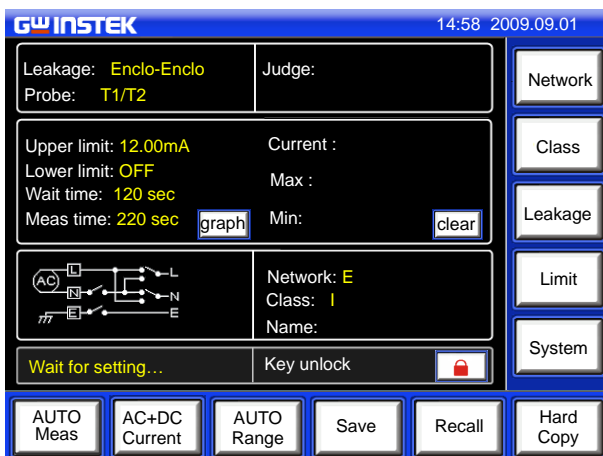 GWINSTEK 14:58 2009.09.01
Leakage: Enclo-Enclo
Probe: T1/T2
Judge:
Upper limit: 12.00mA
Lower limit: OFF
Wait time: 120 sec
Meas time: 220 sec
graph
Current :
Max :
Min:
clear
AC
L
N
E
L
N
E
Network: E
Class: I
Name:
Wait for setting...
Key unlock
Network
Class
Leakage
Limit
System
AUTO
Meas
AC+DC
Current
AUTO
Range
Save
Recall
Hard
Copy